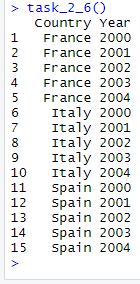 > task_2_6()
   Country Year
1   France 2000
2   France 2001
3   France 2002
4   France 2003
5   France 2004
6    Italy 2000
7    Italy 2001
8    Italy 2002
9    Italy 2003
10   Italy 2004
11   Spain 2000
12   Spain 2001
13   Spain 2002
14   Spain 2003
15   Spain 2004
>